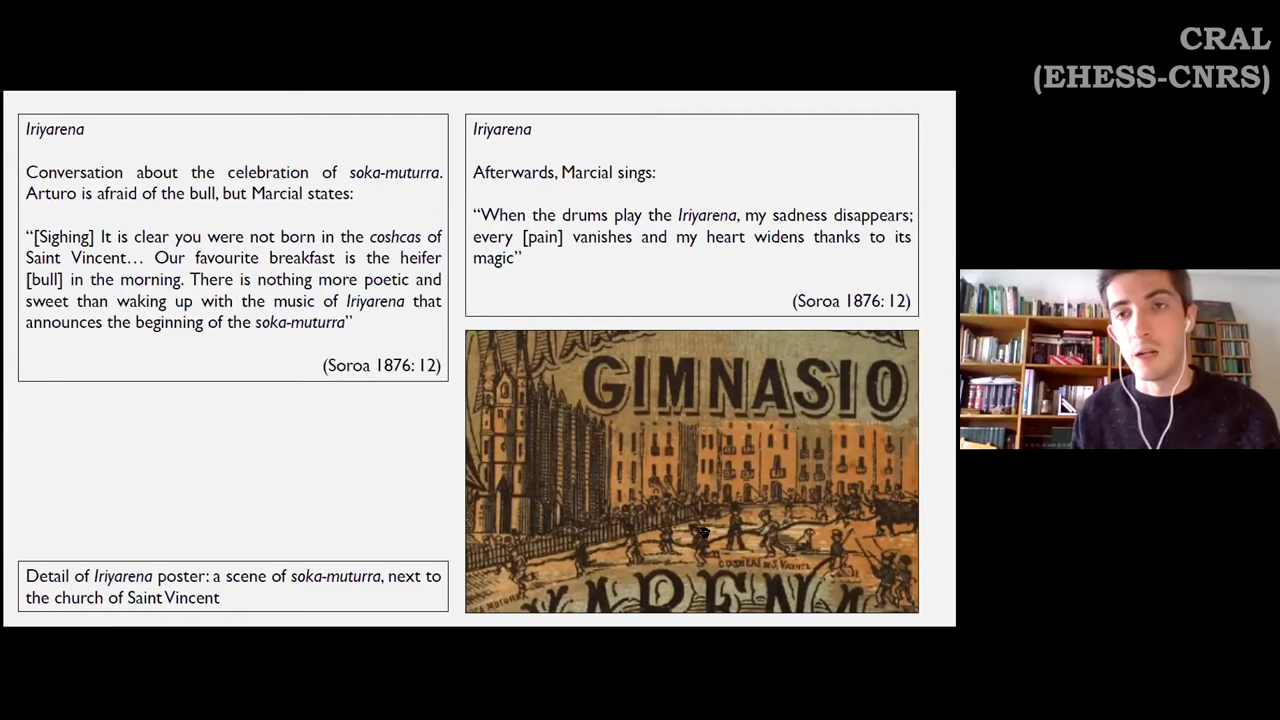 CRAL
(EHESS-CNRS)
Iriyarena
Conversation about the celebration of soka-muturra.
Arturo is afraid of the bull, but Marcial states:
“[Sighing] It is clear you were not born in the coshcas of
Saint Vincent… Our favourite breakfast is the heifer
[bull] in the morning. There is nothing more poetic and
sweet than waking up with the music of Iriyarena that
announces the beginning of the soka-muturra”
(Soroa 1876: 12)
Iriyarena
Afterwards, Marcial sings:
“When the drums play the Iriyarena, my sadness disappears;
every [pain] vanishes and my heart widens thanks to its
magic”
(Soroa 1876: 12)
GIMNASIO
Detail of Iriyarena poster: a scene of soka-muturra, next to
the church of Saint Vincent